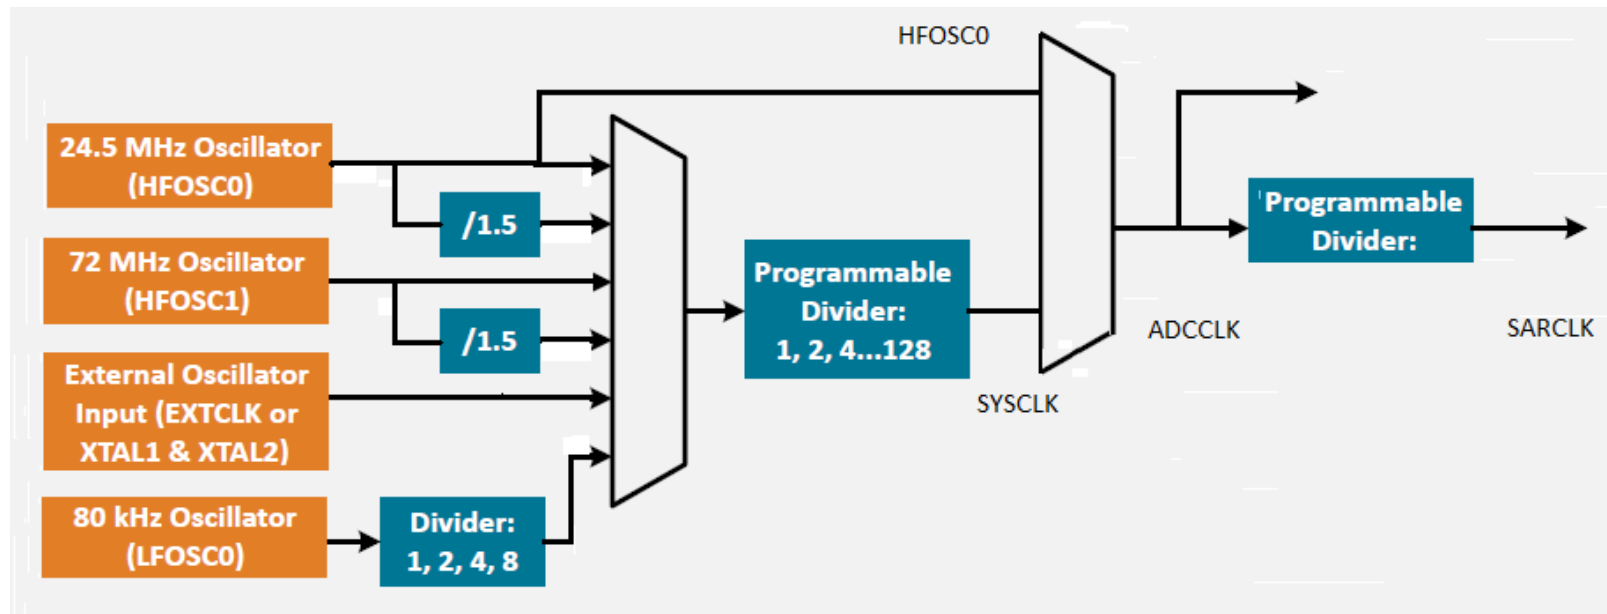 HFOSC0
24.5 MHz Oscillator
(HFOSC0)
/1.5
72 MHz Oscillator
(HFOSC1)
/1.5
External Oscillator
Input (EXTCLK or
XTAL1 & XTAL2)
80 kHz Oscillator
(LFOSC0)
Divider:
1, 2, 4, 8
Programmable
Divider:
1, 2, 4...128
SYSCLK
ADCCLK
Programmable
Divider:
SARCLK